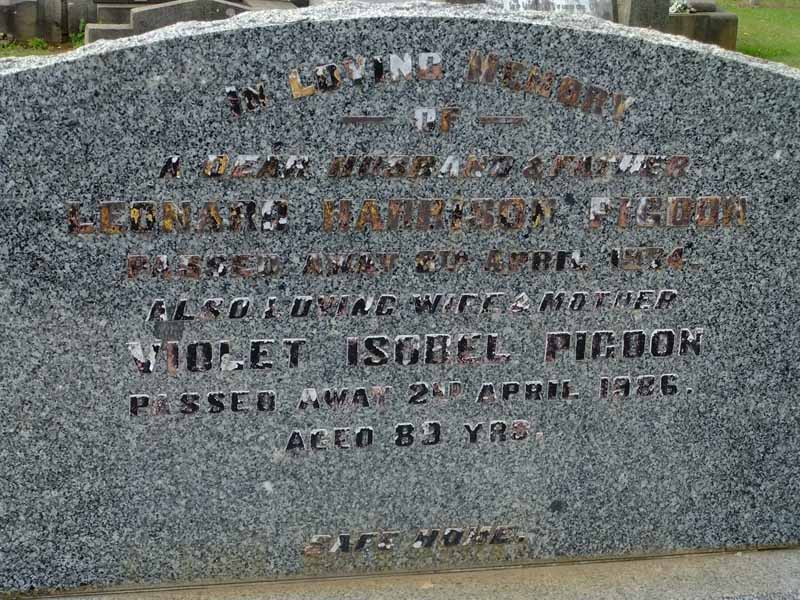 IN LOVING MEMORY
— OF —
A DEAR HUSBAND & FATHER
LEONARD HARRISON PIGDON
PASSED AWAY 8TH APRIL 1974.
ALSO LOVING WIFE & MOTHER
VIOLET ISOBEL PIGDON
PASSED AWAY 2ND APRIL 1986.
AGED 83 YRS.
SAFE HOME.